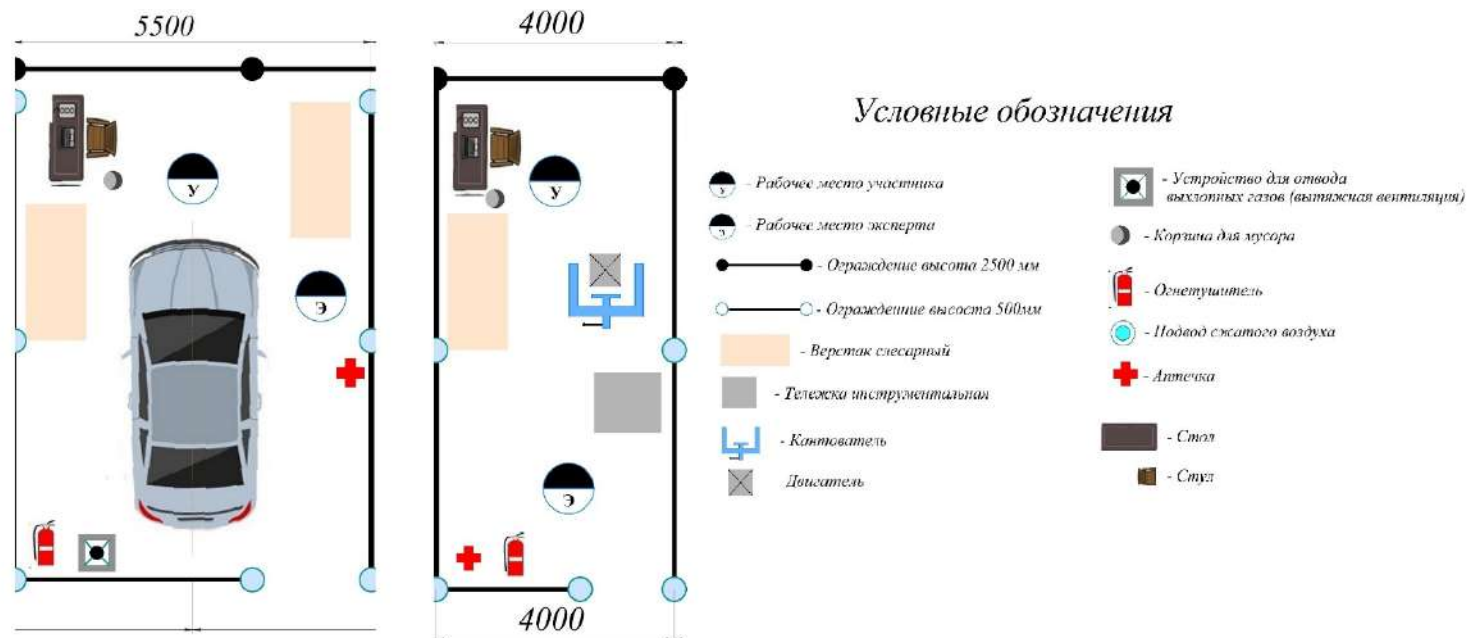 5500
4000
У
Э
У
Э
4000
Условные обозначения
У - Рабочее место участника
Э - Рабочее место эксперта
- Ограждение высота 2500 мм
- Ограждение высоста 500мм
- Верстак слесарный
- Тележка инструментальная
- Кантователь
Двигатель
- Устройство для отвода
выхлопных газов (вытяжная вентиляция)
- Корзина для мусора
- Огнетушитель
- Подвод сжатого воздуха
- Аптечка
- Стол
- Стул